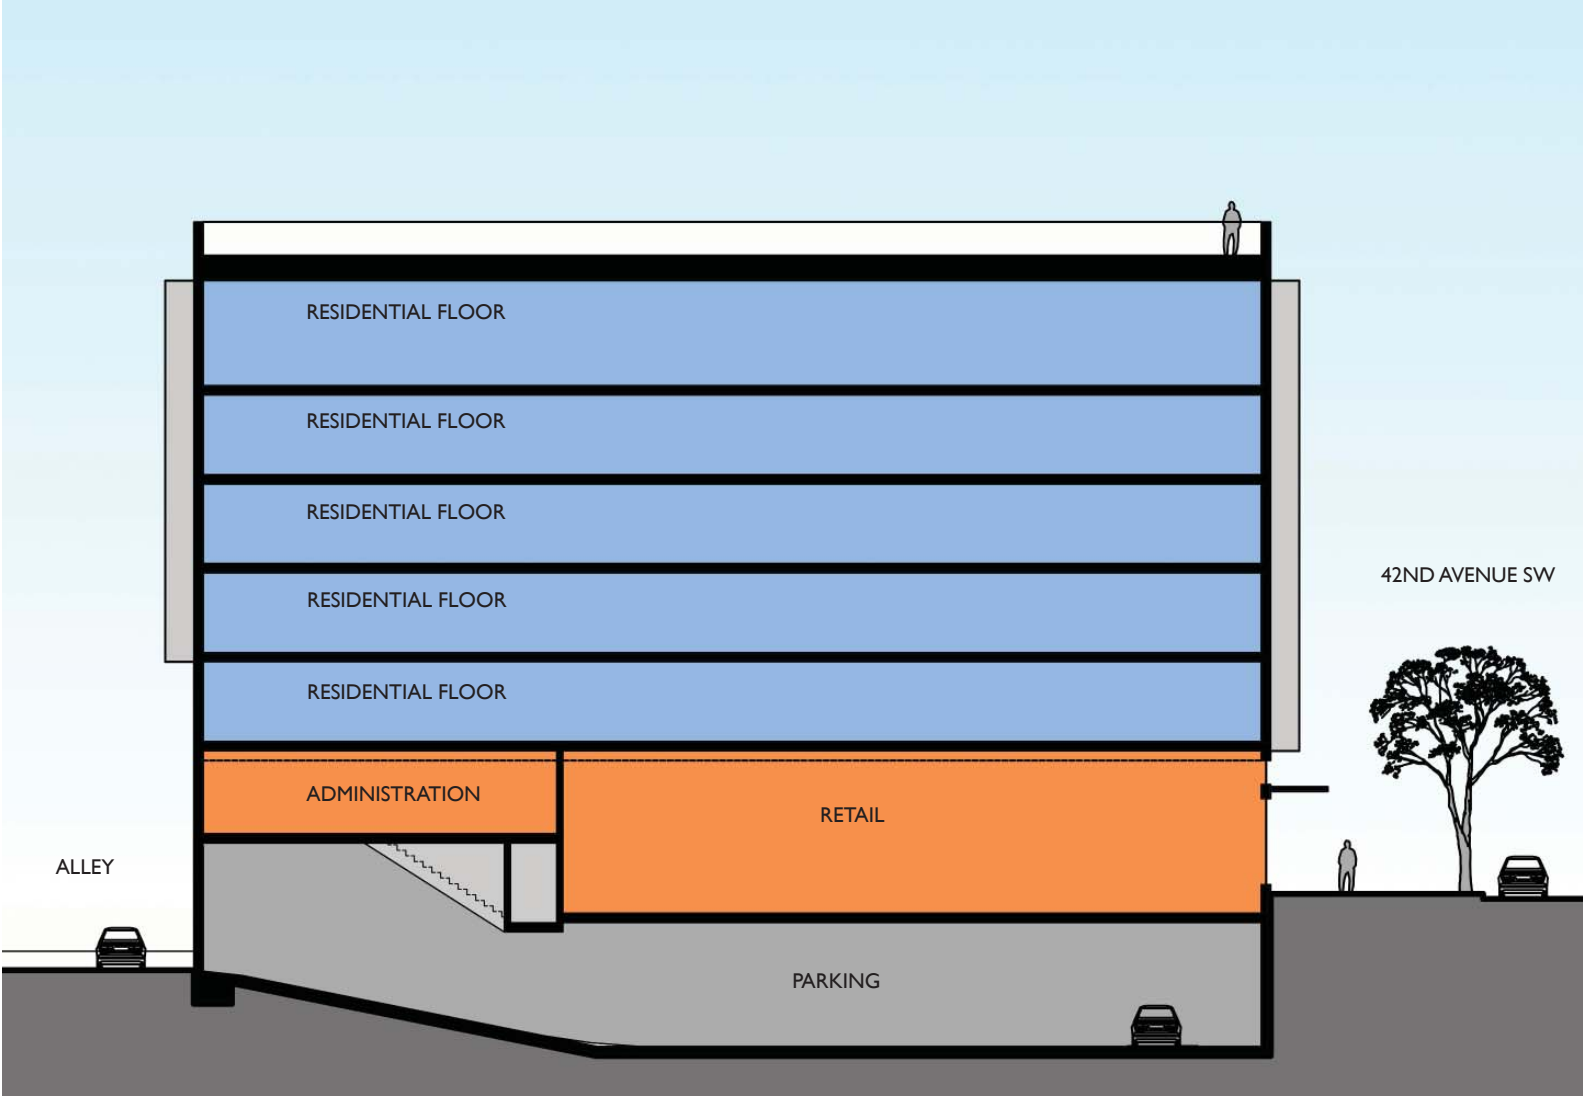 RESIDENTIAL FLOOR
RESIDENTIAL FLOOR
RESIDENTIAL FLOOR
42ND AVENUE SW
RESIDENTIAL FLOOR
RESIDENTIAL FLOOR
ADMINISTRATION
RETAIL
ALLEY
PARKING